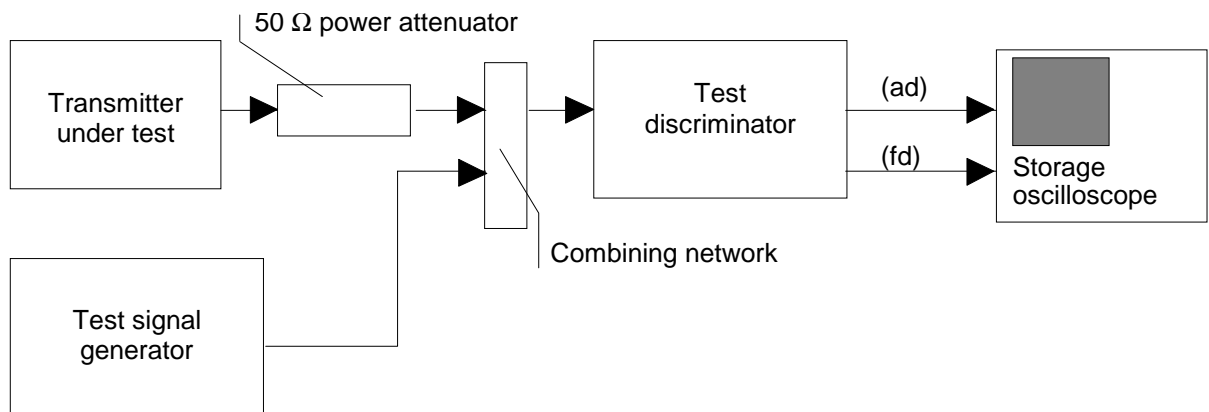 50 Ω power attenuator
Transmitter
under test
Test
discriminator
(ad)
(fd)
Storage
oscilloscope
Combining network
Test signal
generator